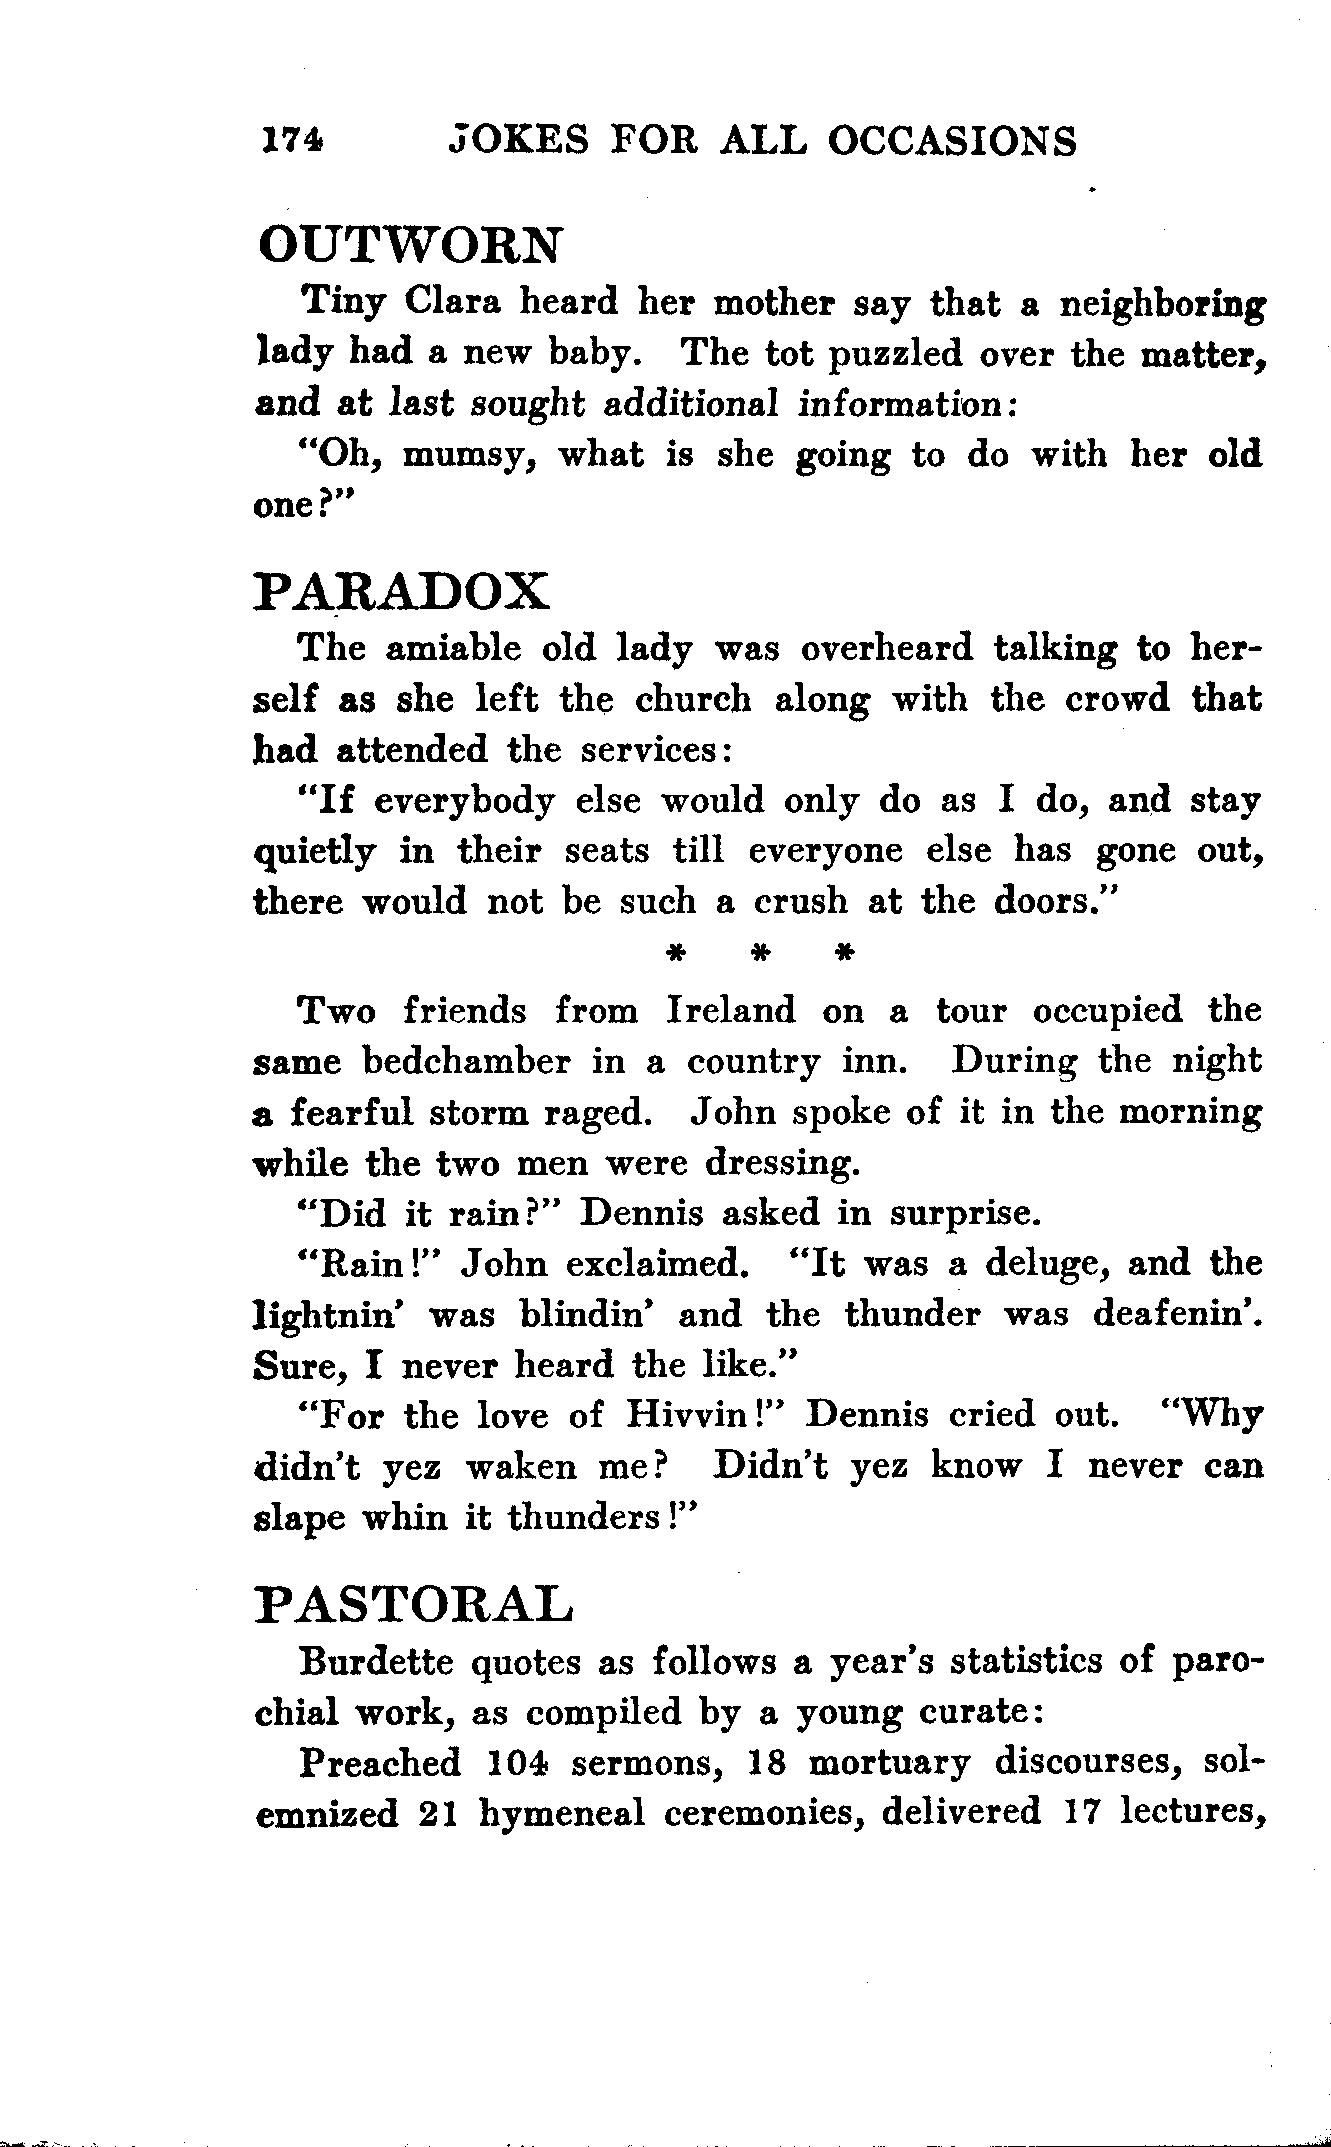 174 JOKES FOR ALL OCCASIONS
OUTWORN
Tiny Clara heard her mother say that a neighboring
lady had a new baby. The tot puzzled over the matter,
and at last sought additional information:
“Oh, mumsy, what is she going to do with her old
one?”
PARADOX
The amiable old lady was overheard talking to her-
self as she left the church along with the crowd that
had attended the services:
“If everybody else would only do as I do, and stay
quietly in their seats till everyone else has gone out,
there would not be such a crush at the doors.”
* * *
Two friends from Ireland on a tour occupied the
same bedchamber in a country inn. During the night
a fearful storm raged. John spoke of it in the morning
while the two men were dressing.
“Did it rain?” Dennis asked in surprise.
“Rain!” John exclaimed. “It was a deluge, and the
lightnin’ was blindin’ and the thunder was deafenin’.
Sure, I never heard the like.”
“For the love of Hivvin!” Dennis cried out. “Why
didn’t yez waken me? Didn’t yez know I never can
slape whin it thunders!”
PASTORAL
Burdette quotes as follows a year’s statistics of paro-
chial work, as compiled by a young curate:
Preached 104 sermons, 18 mortuary discourses, sol-
emnized 21 hymeneal ceremonies, delivered 17 lectures,